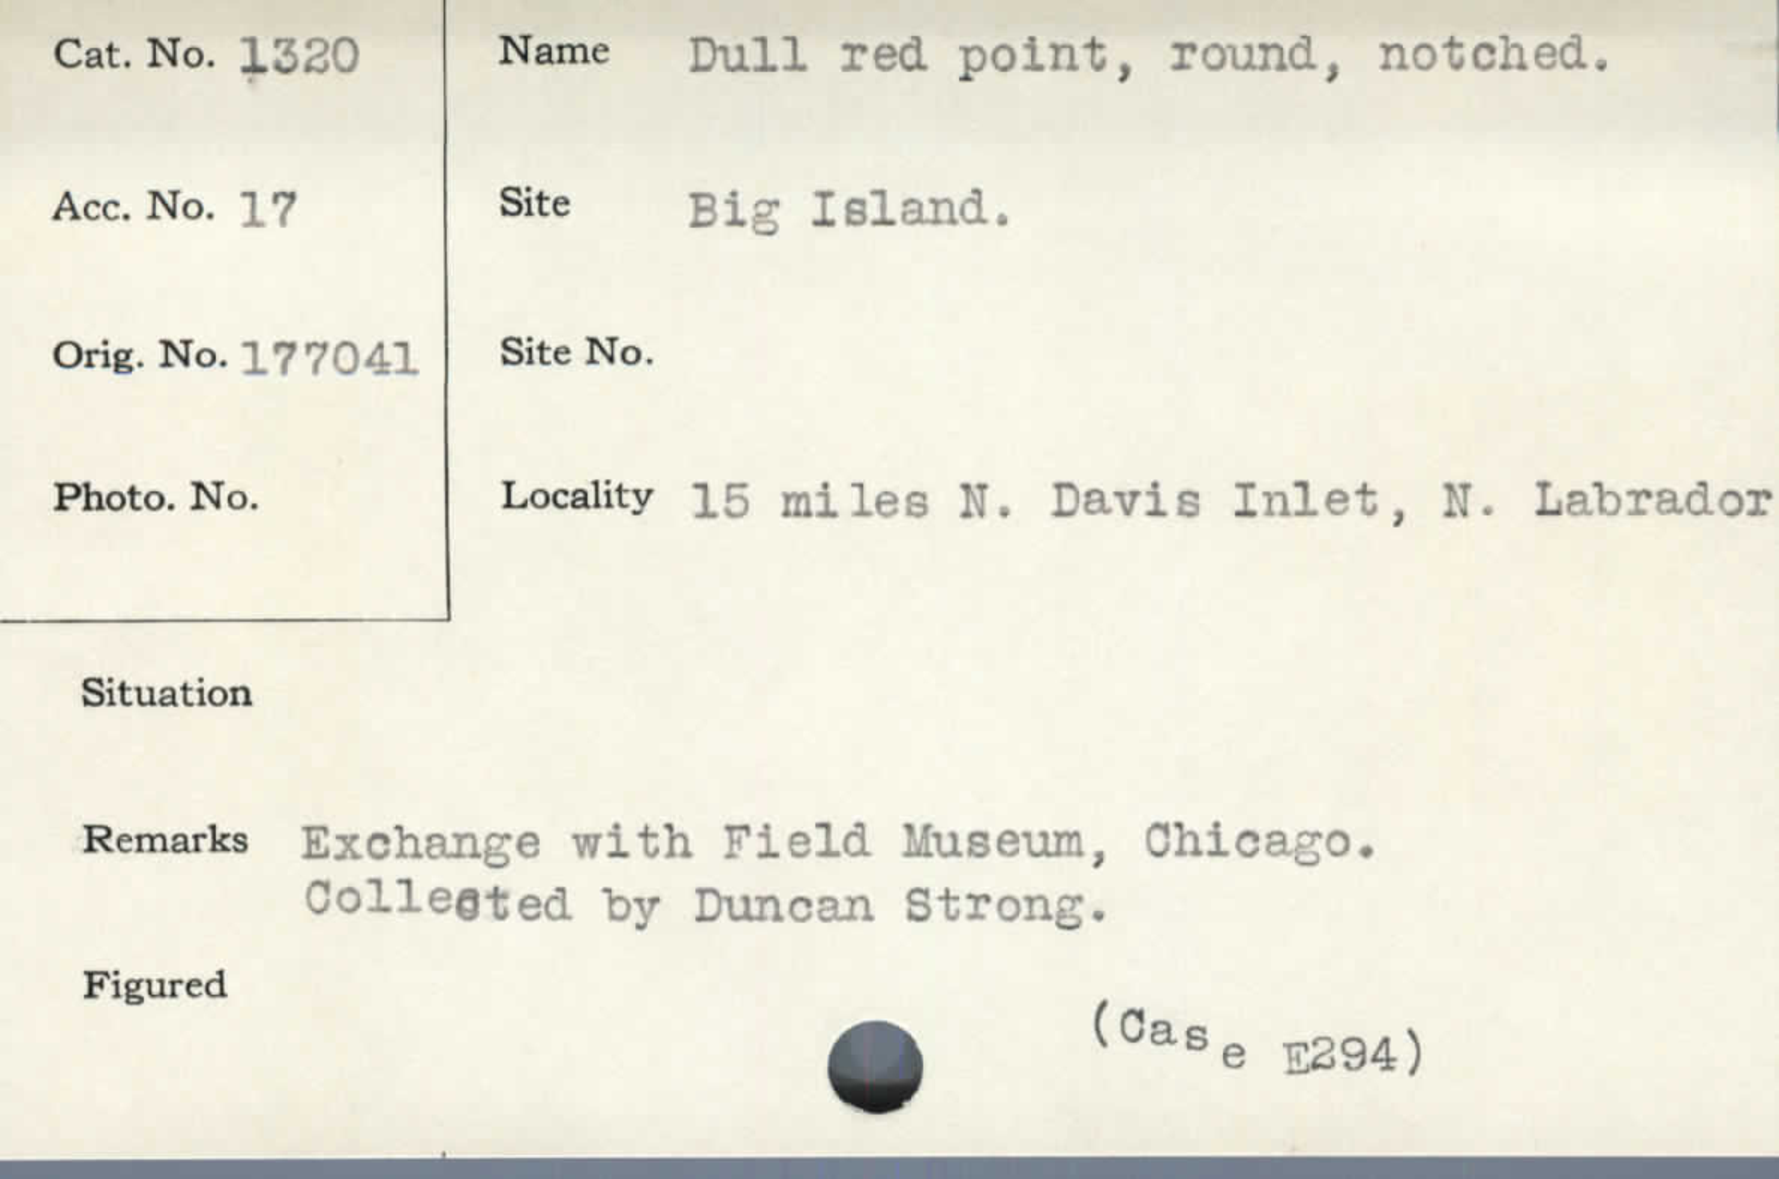 Cat. No. 1320
Name Dull red point, round, notched.
Acc. No. 17
Site Big Island.
Orig. No. 177041
Site No.
Photo. No.
Locality 15 miles N. Davis Inlet, N. Labrador
Situation
Remarks Exchange with Field Museum, Chicago.
Collected by Duncan Strong.
Figured
(Case E294)